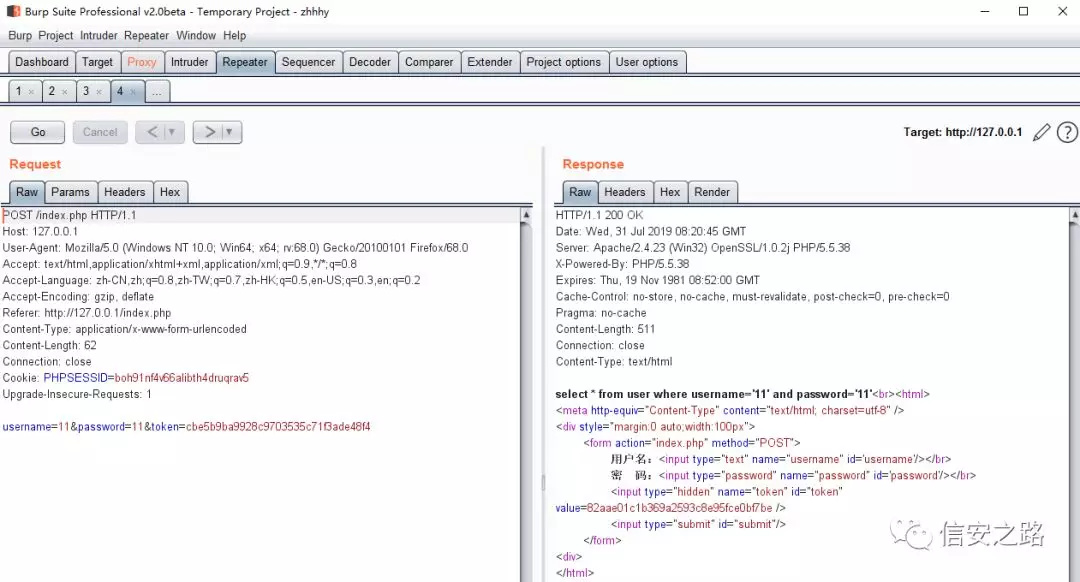 Burp Suite Professional v2.0beta - Temporary Project - zhhhy
Burp Project Intruder Repeater Window Help
Dashboard Target Proxy Intruder Repeater Sequencer Decoder Comparer Extender Project options User options
1 × 2 × 3 × 4 × ...
Go Cancel < ▼ > ▼ Target: http://127.0.0.1 ?
Request
Raw Params Headers Hex
POST /index.php HTTP/1.1
Host: 127.0.0.1
User-Agent: Mozilla/5.0 (Windows NT 10.0; Win64; x64; rv:68.0) Gecko/20100101 Firefox/68.0
Accept: text/html,application/xhtml+xml,application/xml;q=0.9,*/*;q=0.8
Accept-Language: zh-CN,zh;q=0.8,zh-TW;q=0.7,zh-HK;q=0.5,en-US;q=0.3,en;q=0.2
Accept-Encoding: gzip, deflate
Referer: http://127.0.0.1/index.php
Content-Type: application/x-www-form-urlencoded
Content-Length: 62
Connection: close
Cookie: PHPSESSID=boh91nf4v66alibth4druqrav5
Upgrade-Insecure-Requests: 1
username=11&password=11&token=cbe5b9ba9928c9703535c71f3ade48f4
Response
Raw Headers Hex Render
HTTP/1.1 200 OK
Date: Wed, 31 Jul 2019 08:20:45 GMT
Server: Apache/2.4.23 (Win32) OpenSSL/1.0.2j PHP/5.5.38
X-Powered-By: PHP/5.5.38
Expires: Thu, 19 Nov 1981 08:52:00 GMT
Cache-Control: no-store, no-cache, must-revalidate, post-check=0, pre-check=0
Pragma: no-cache
Content-Length: 511
Connection: close
Content-Type: text/html
select * from user where username='11' and password='11'<br><html>
<meta http-equiv="Content-Type" content="text/html; charset=utf-8" />
<div style="margin:0 auto;width:100px">
<form action="index.php" method="POST">
用户名：<input type="text" name="username" id='username'/></br>
密 码：<input type="password" name="password" id='password'/></br>
<input type="hidden" name="token" id="token"
value=82aae01c1b369a2593c8e95fce0bf7be />
<input type="submit" id="submit"/>
</form>
<div>
</html>
信安之路